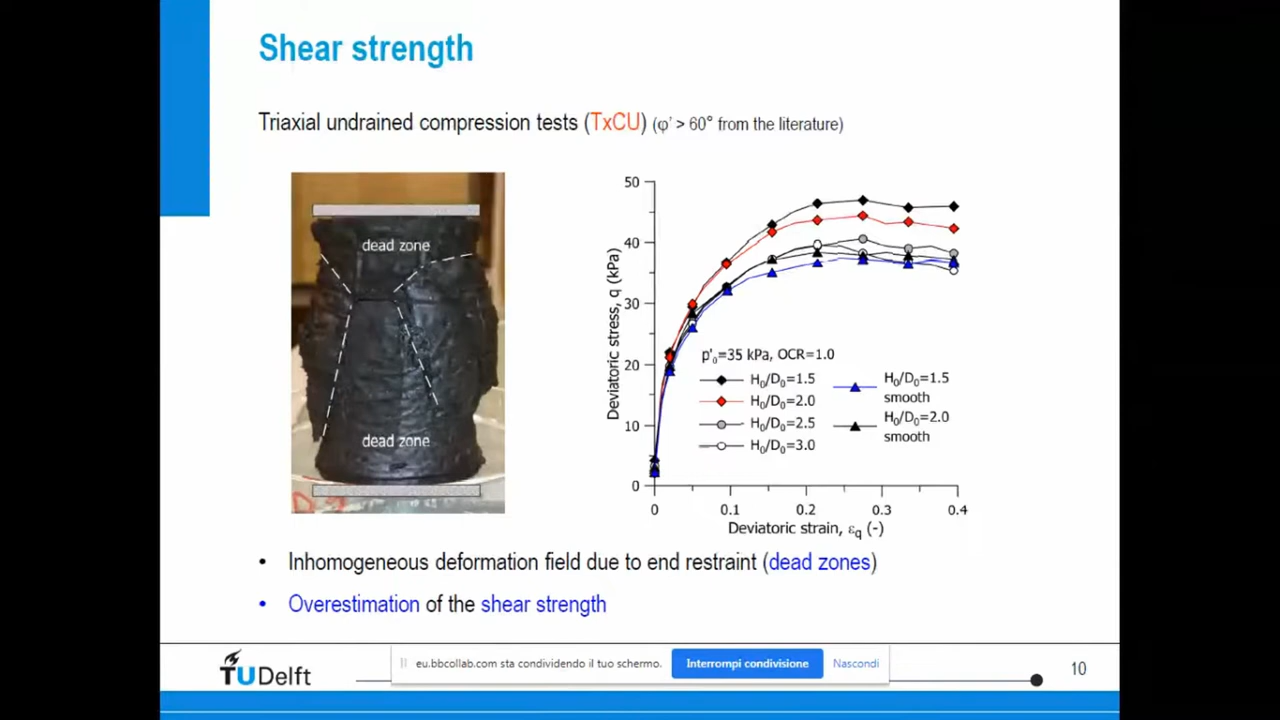 Shear strength
Triaxial undrained compression tests (TxCU) (φ' > 60° from the literature)
dead zone
dead zone
Deviatoric stress, q (kPa)
50
40
30
20
10
0
p'₀=35 kPa, OCR=1.0
H₀/D₀=1.5
H₀/D₀=2.0
H₀/D₀=2.5
H₀/D₀=3.0
H₀/D₀=1.5
smooth
H₀/D₀=2.0
smooth
0 0.1 0.2 0.3 0.4
Deviatoric strain, εq (-)
• Inhomogeneous deformation field due to end restraint (dead zones)
• Overestimation of the shear strength
TUDelft
eu.bbcollab.com sta condividendo il tuo schermo.
Interrompi condivisione
Nascondi
10